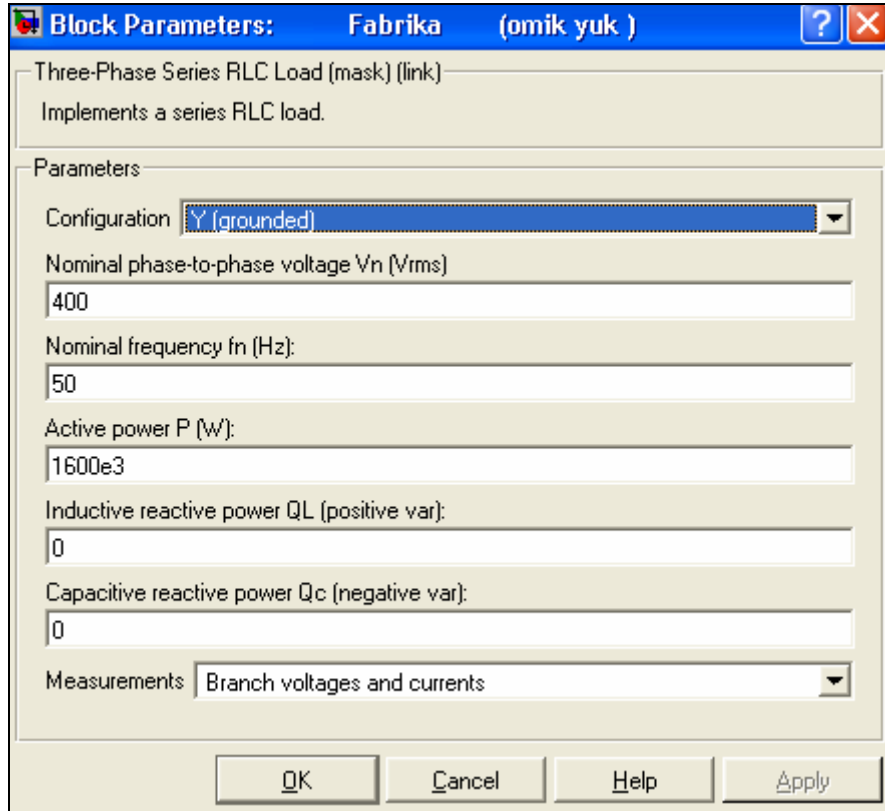 Block Parameters: Fabrika (omik yuk )
?
Three-Phase Series RLC Load (mask) (link)
Implements a series RLC load.
Parameters
Configuration Y (grounded)
Nominal phase-to-phase voltage Vn (Vrms)
400
Nominal frequency fn (Hz):
50
Active power P (W):
1600e3
Inductive reactive power QL (positive var):
0
Capacitive reactive power Qc (negative var):
0
Measurements Branch voltages and currents
OK Cancel Help Apply